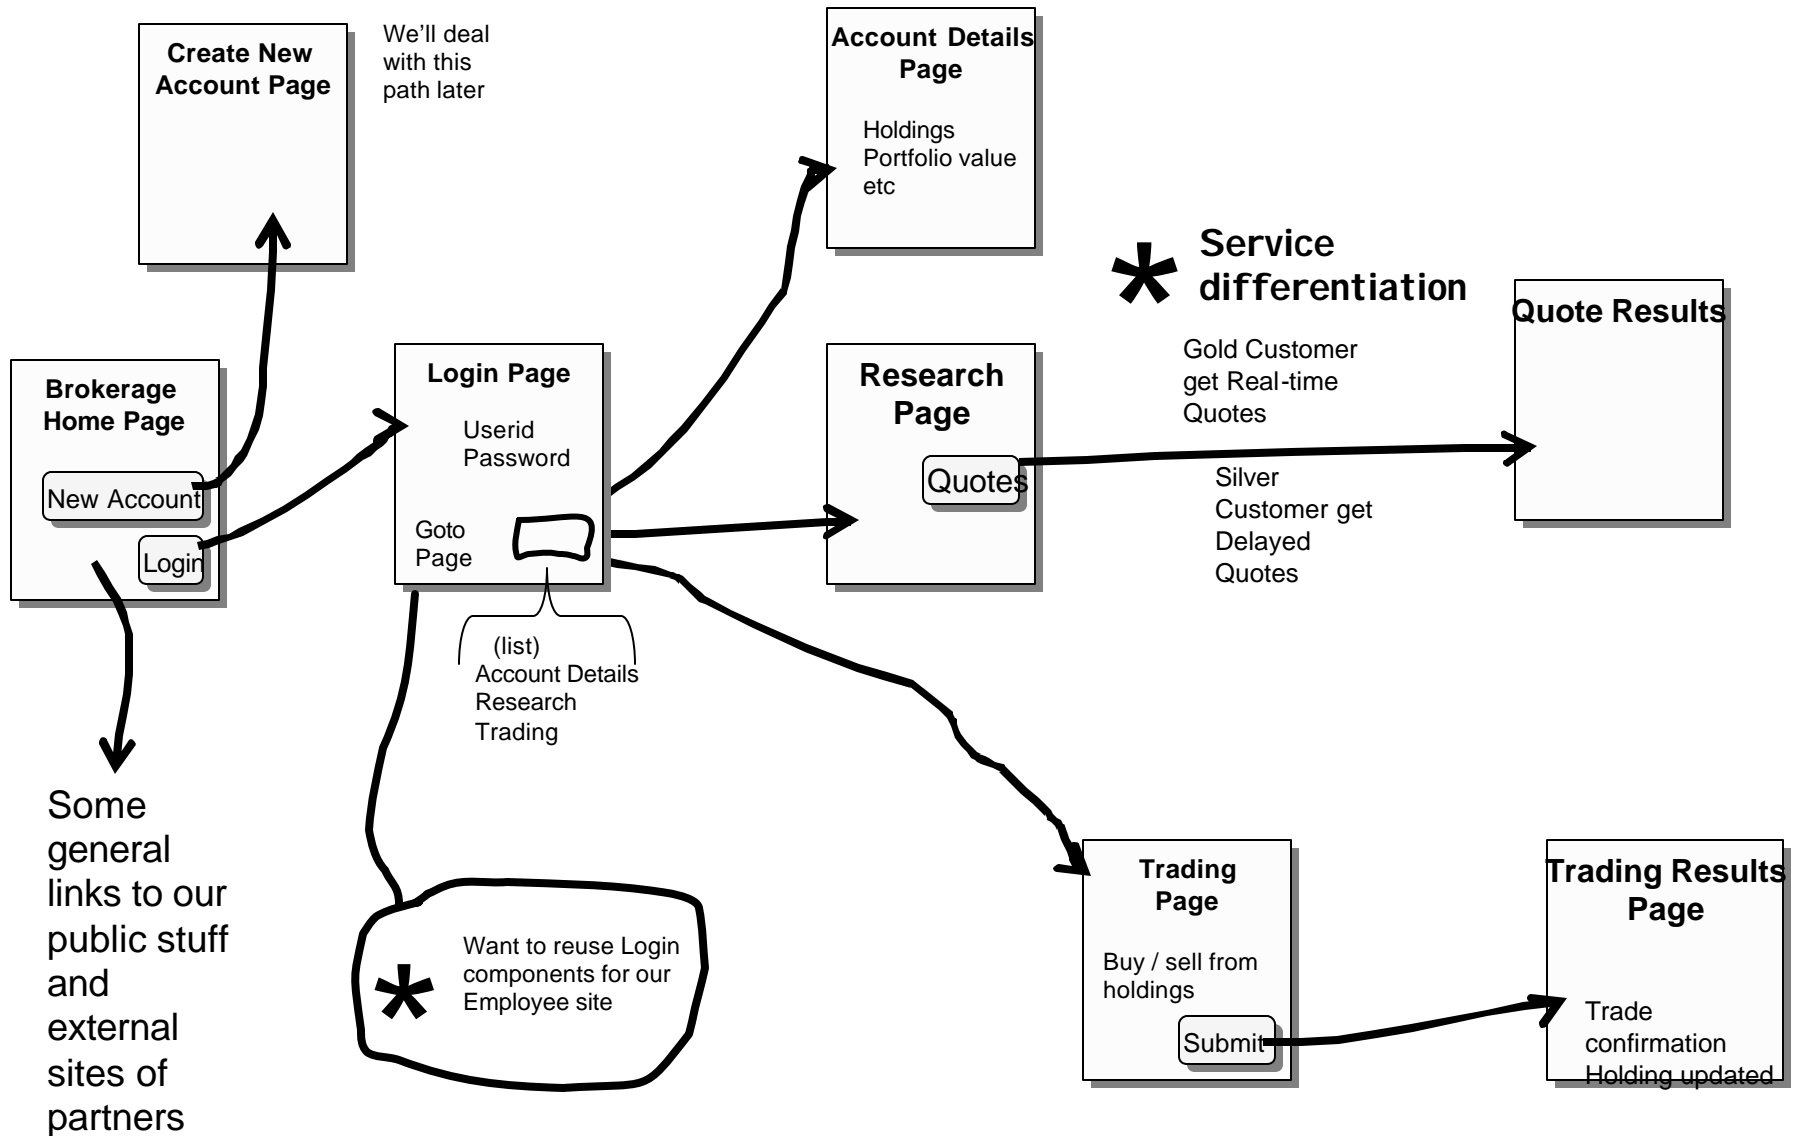 Create New
Account Page
We'll deal
with this
path later
Account Details
Page
Holdings
Portfolio value
etc
* Service
differentiation
Quote Results
Gold Customer
get Real-time
Quotes
Silver
Customer get
Delayed
Quotes
Brokerage
Home Page
New Account
Login
Login Page
Userid
Password
Goto
Page
(list)
Account Details
Research
Trading
Research
Page
Quotes
Some
general
links to our
public stuff
and
external
sites of
partners
* Want to reuse Login
components for our
Employee site
Trading
Page
Buy / sell from
holdings
Submit
Trading Results
Page
Trade
confirmation
Holding updated